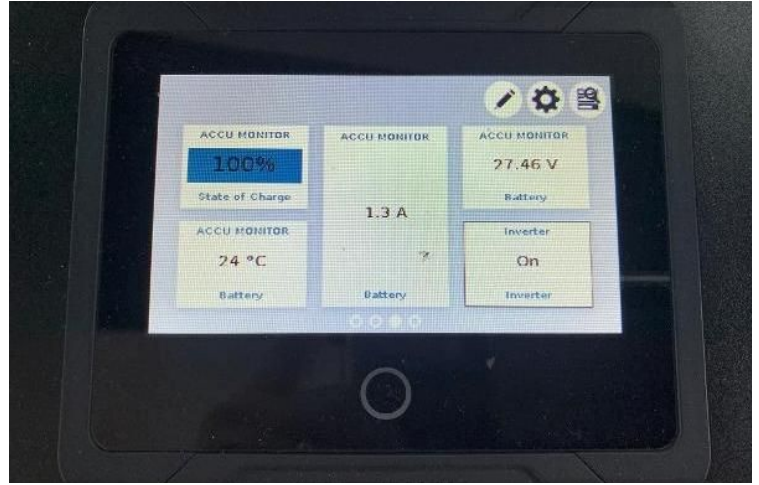 ACCU MONITOR
100%
State of Charge
ACCU MONITOR
24 °C
Battery
ACCU MONITOR
1.3 A
Battery
ACCU MONITOR
27.46 V
Battery
Inverter
On
Inverter